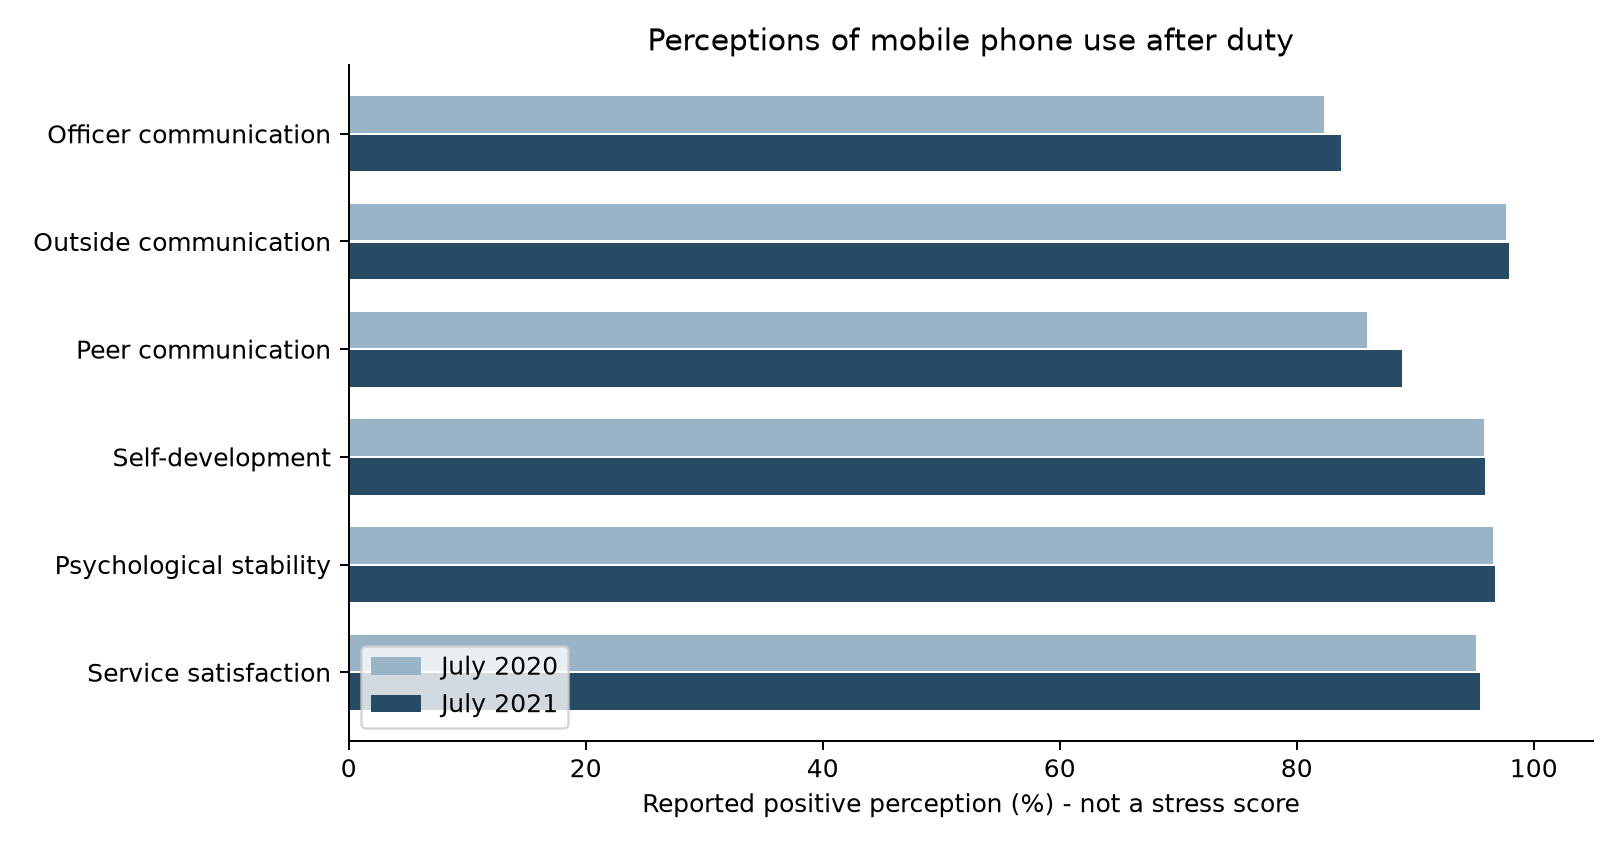 Perceptions of mobile phone use after duty
Officer communication
Outside communication
Peer communication
Self-development
Psychological stability
Service satisfaction
July 2020
July 2021
0 20 40 60 80 100
Reported positive perception (%) - not a stress score